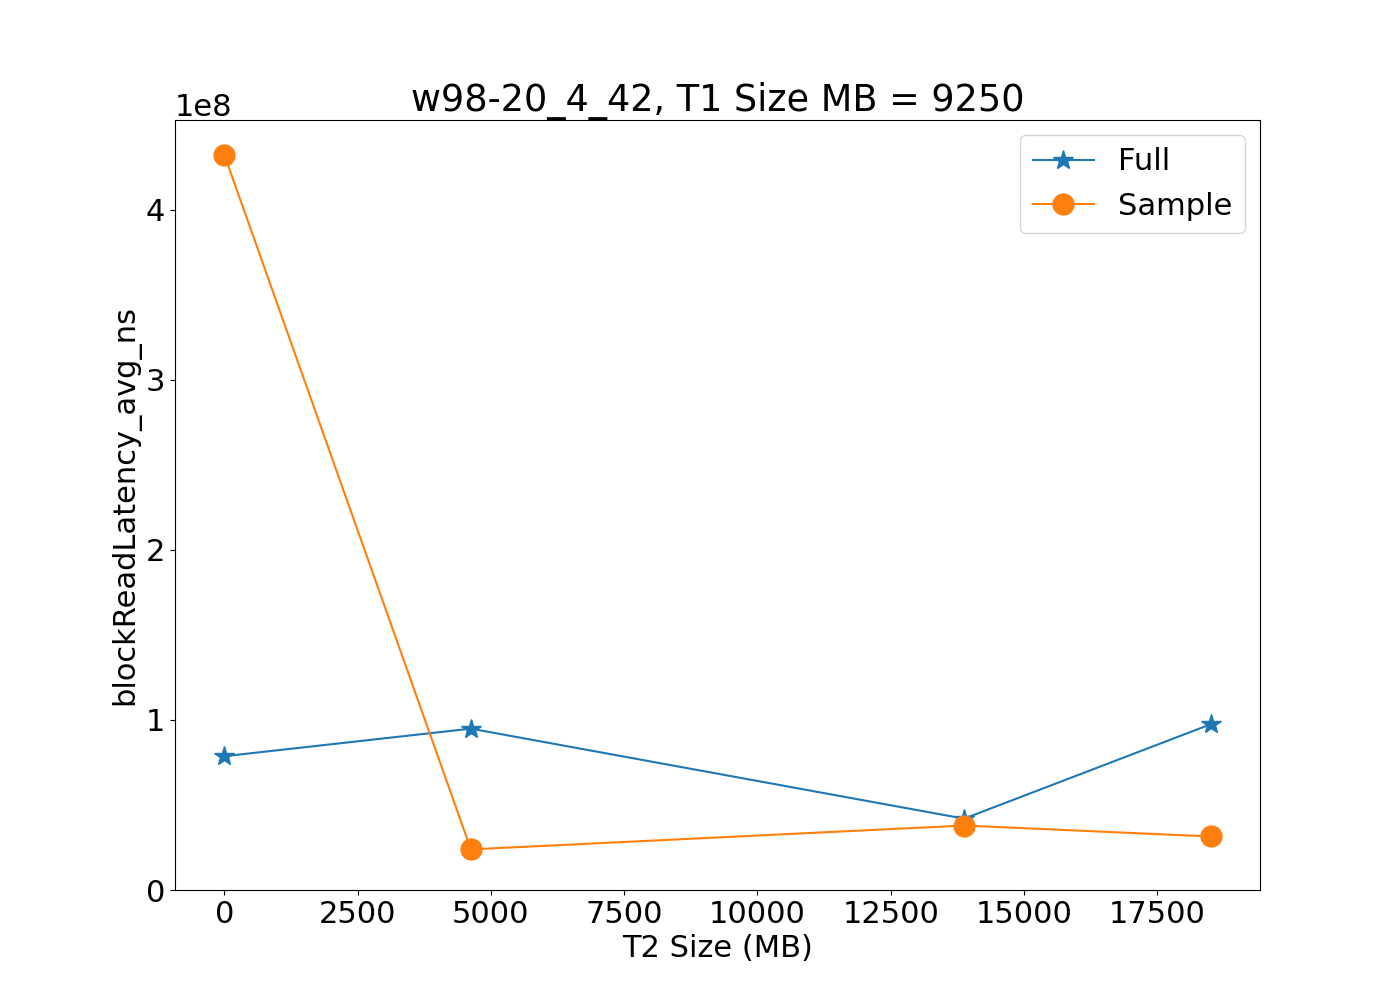 w98-20_4_42, T1 Size MB = 9250
1e8
Full
Sample
4
3
2
1
0
blockReadLatency_avg_ns
0 2500 5000 7500 10000 12500 15000 17500
T2 Size (MB)